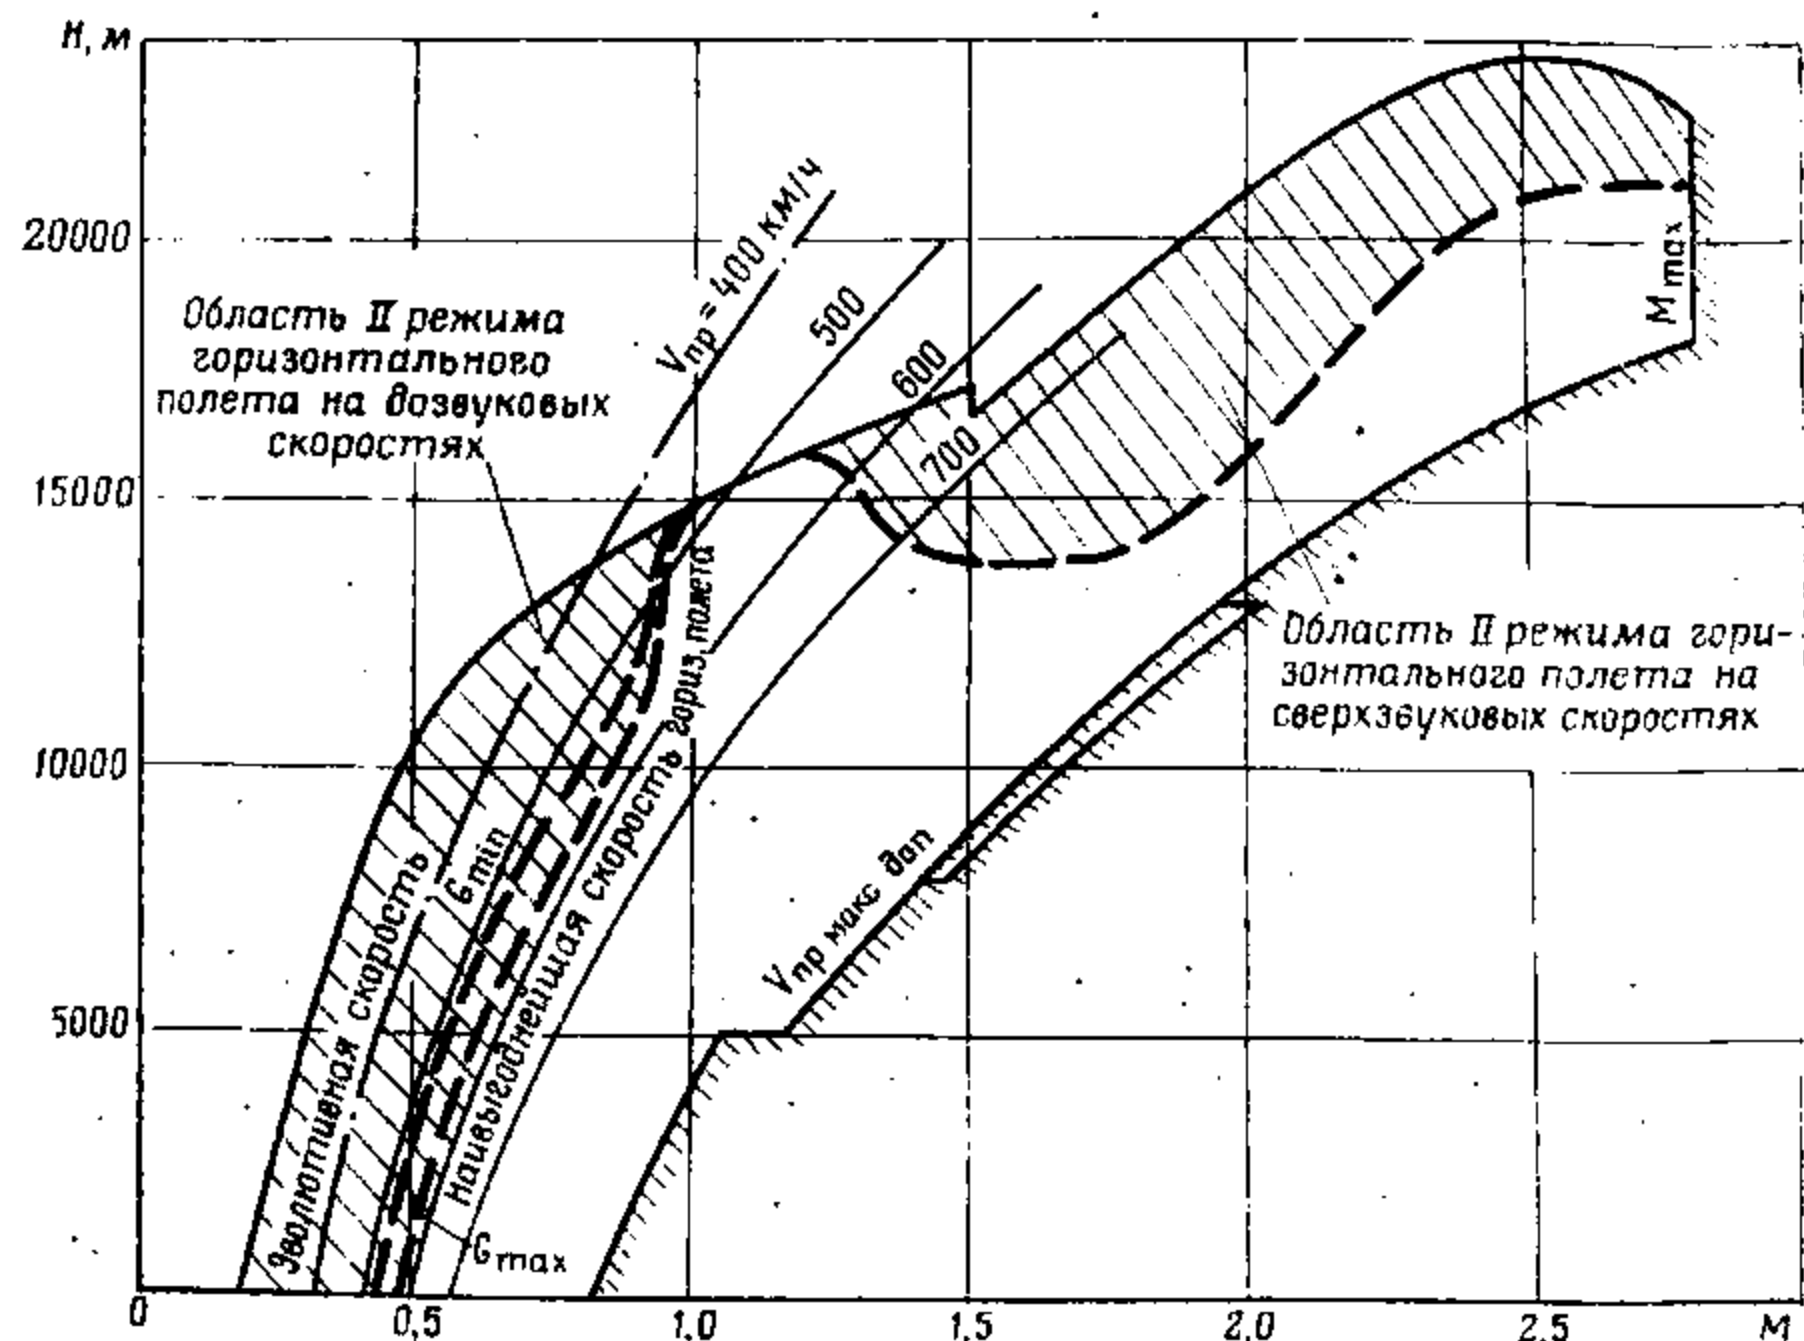 H, м
20000
15000
10000
5000
0
0,5
1,0
1,5
2,0
2,5
М
Область II режима
горизонтального
полета на дозвуковых
скоростях
Vпр = 400 км/ч
500
600
700
Mmax
Область II режима гори-
зонтального полета на
сверхзвуковых скоростях
Эволютивная скорость
Gmin
Наивыгоднейшая скорость гориз. полета
Gmax
Vпр макс доп